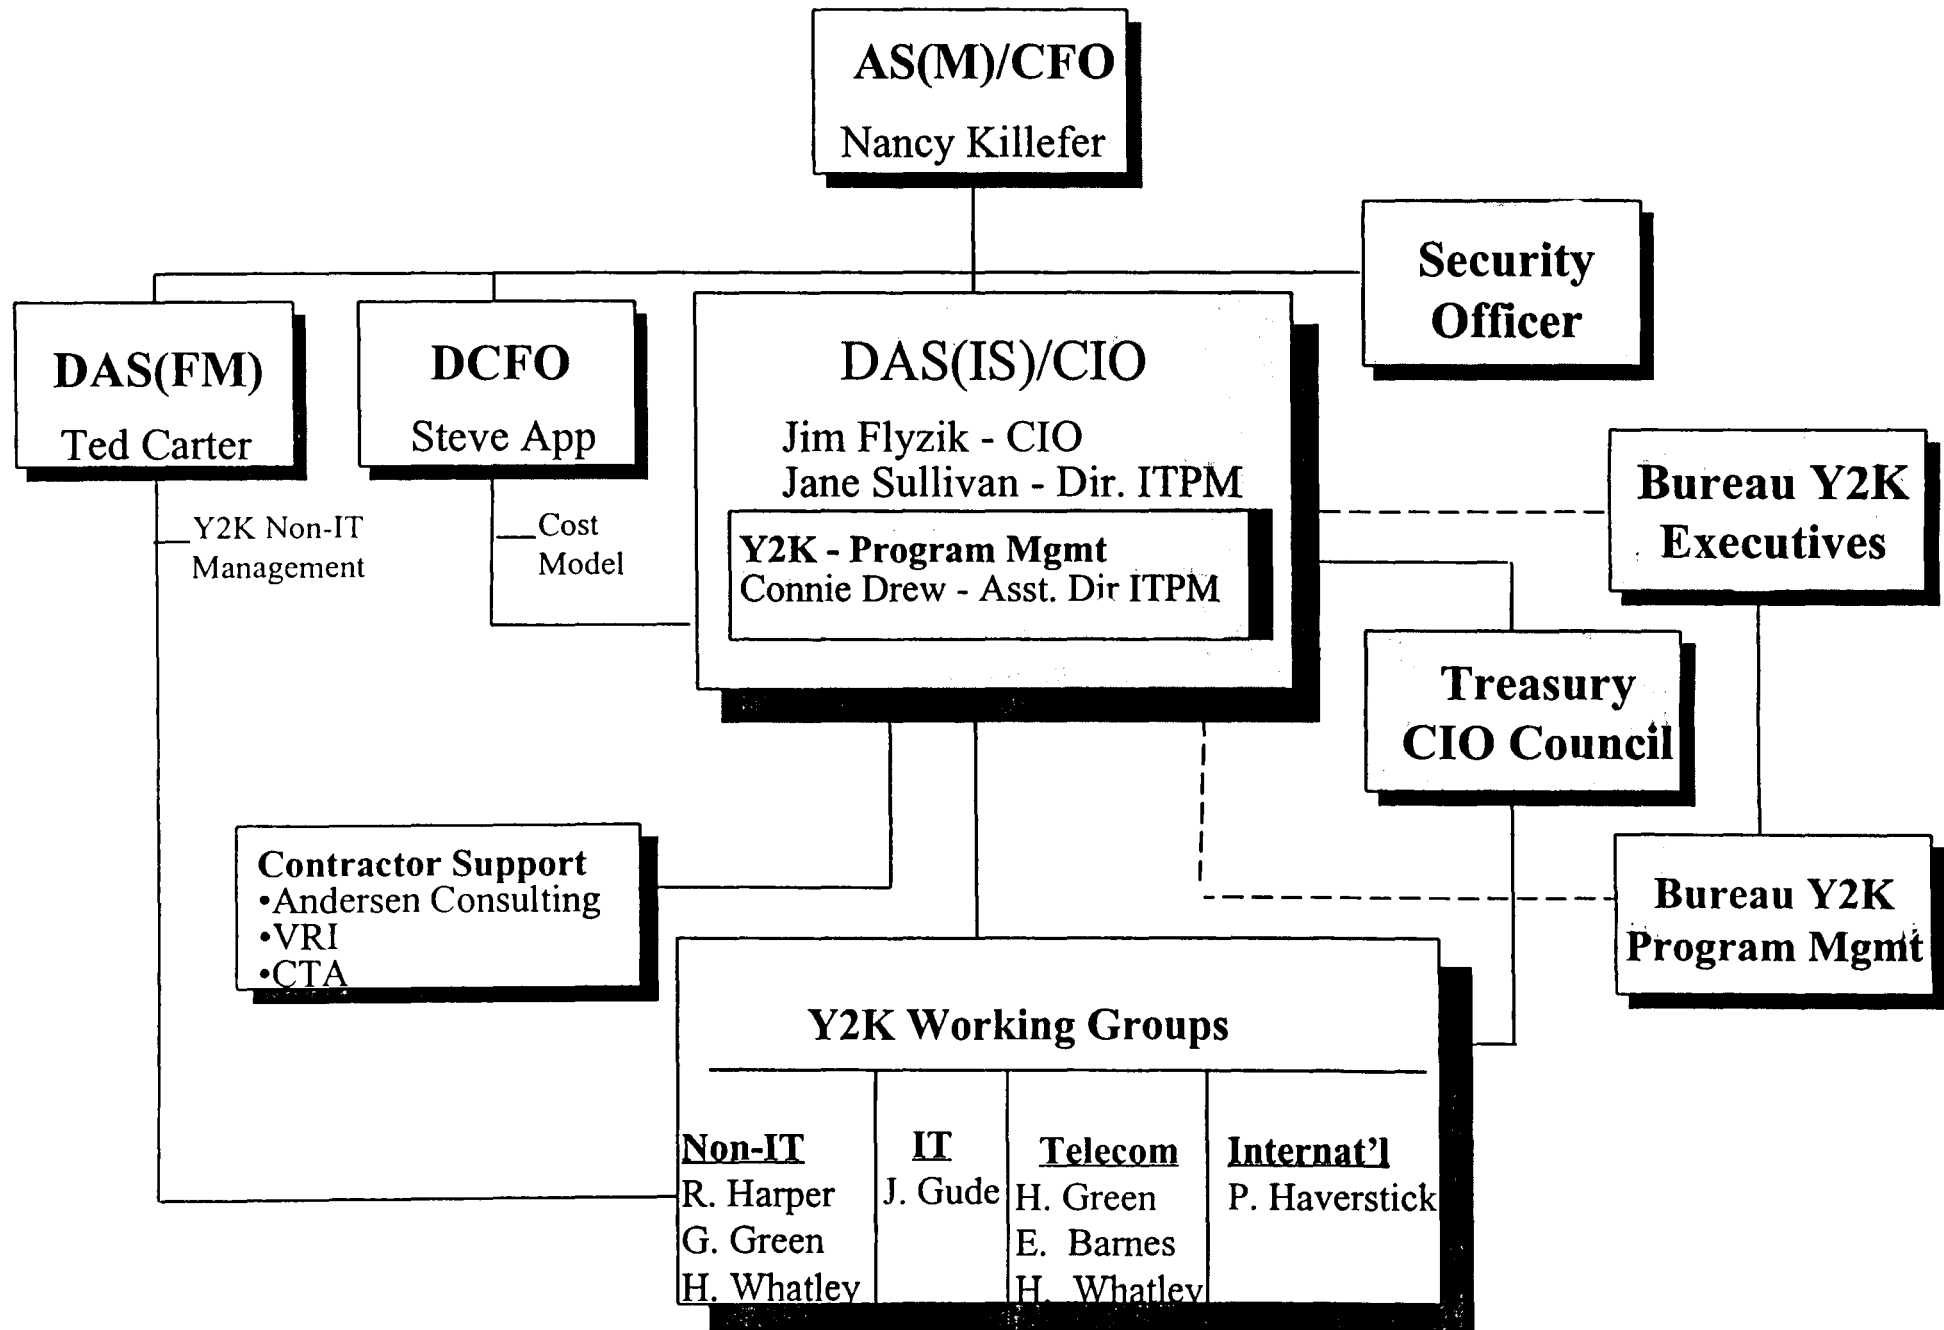 AS(M)/CFO
Nancy Killefer
Security
Officer
DAS(FM)
Ted Carter
DCFO
Steve App
DAS(IS)/CIO
Jim Flyzik - CIO
Jane Sullivan - Dir. ITPM
Y2K - Program Mgmt
Connie Drew - Asst. Dir ITPM
Bureau Y2K
Executives
Y2K Non-IT
Management
Cost
Model
Treasury
CIO Council
Contractor Support
•Andersen Consulting
•VRI
•CTA
Bureau Y2K
Program Mgmt
Y2K Working Groups
Non-IT
R. Harper
G. Green
H. Whatley
IT
J. Gude
Telecom
H. Green
E. Barnes
H. Whatley
Internat'l
P. Haverstick